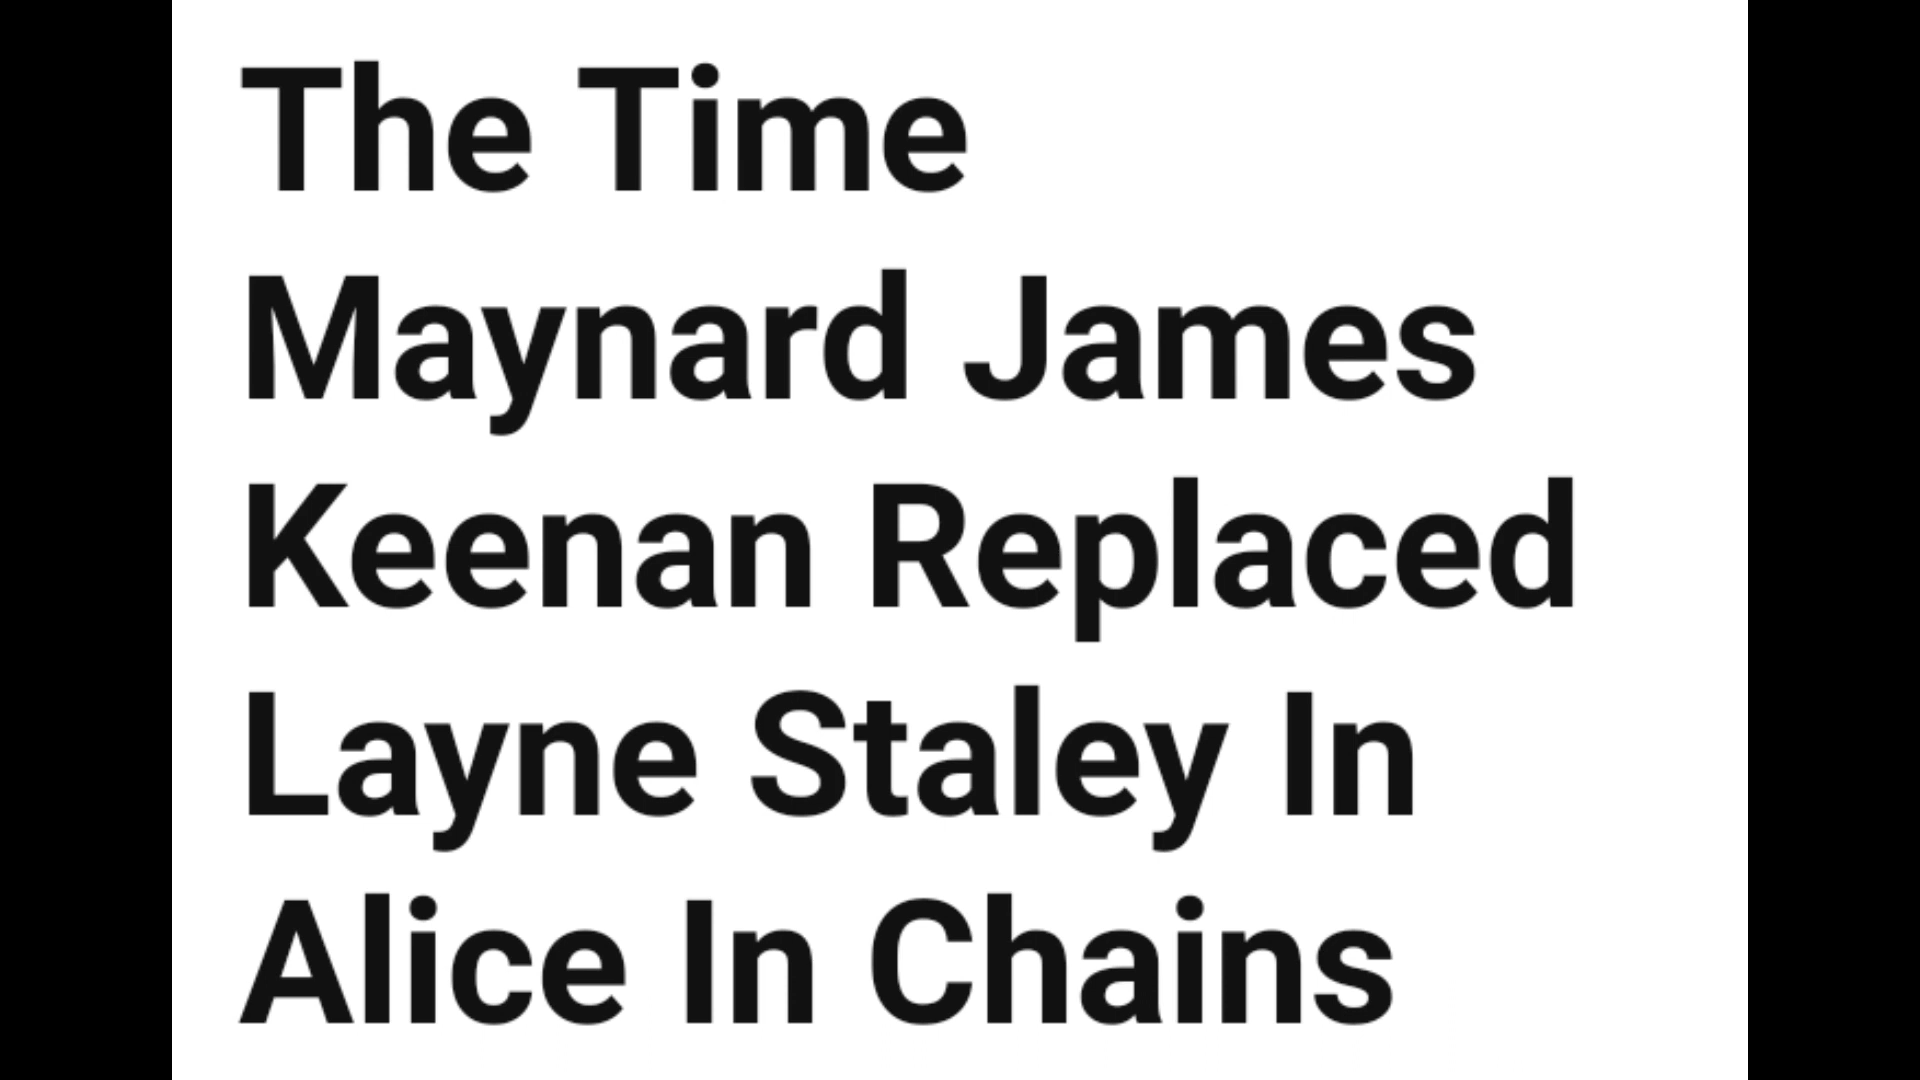 The Time
Maynard James
Keenan Replaced
Layne Staley In
Alice In Chains